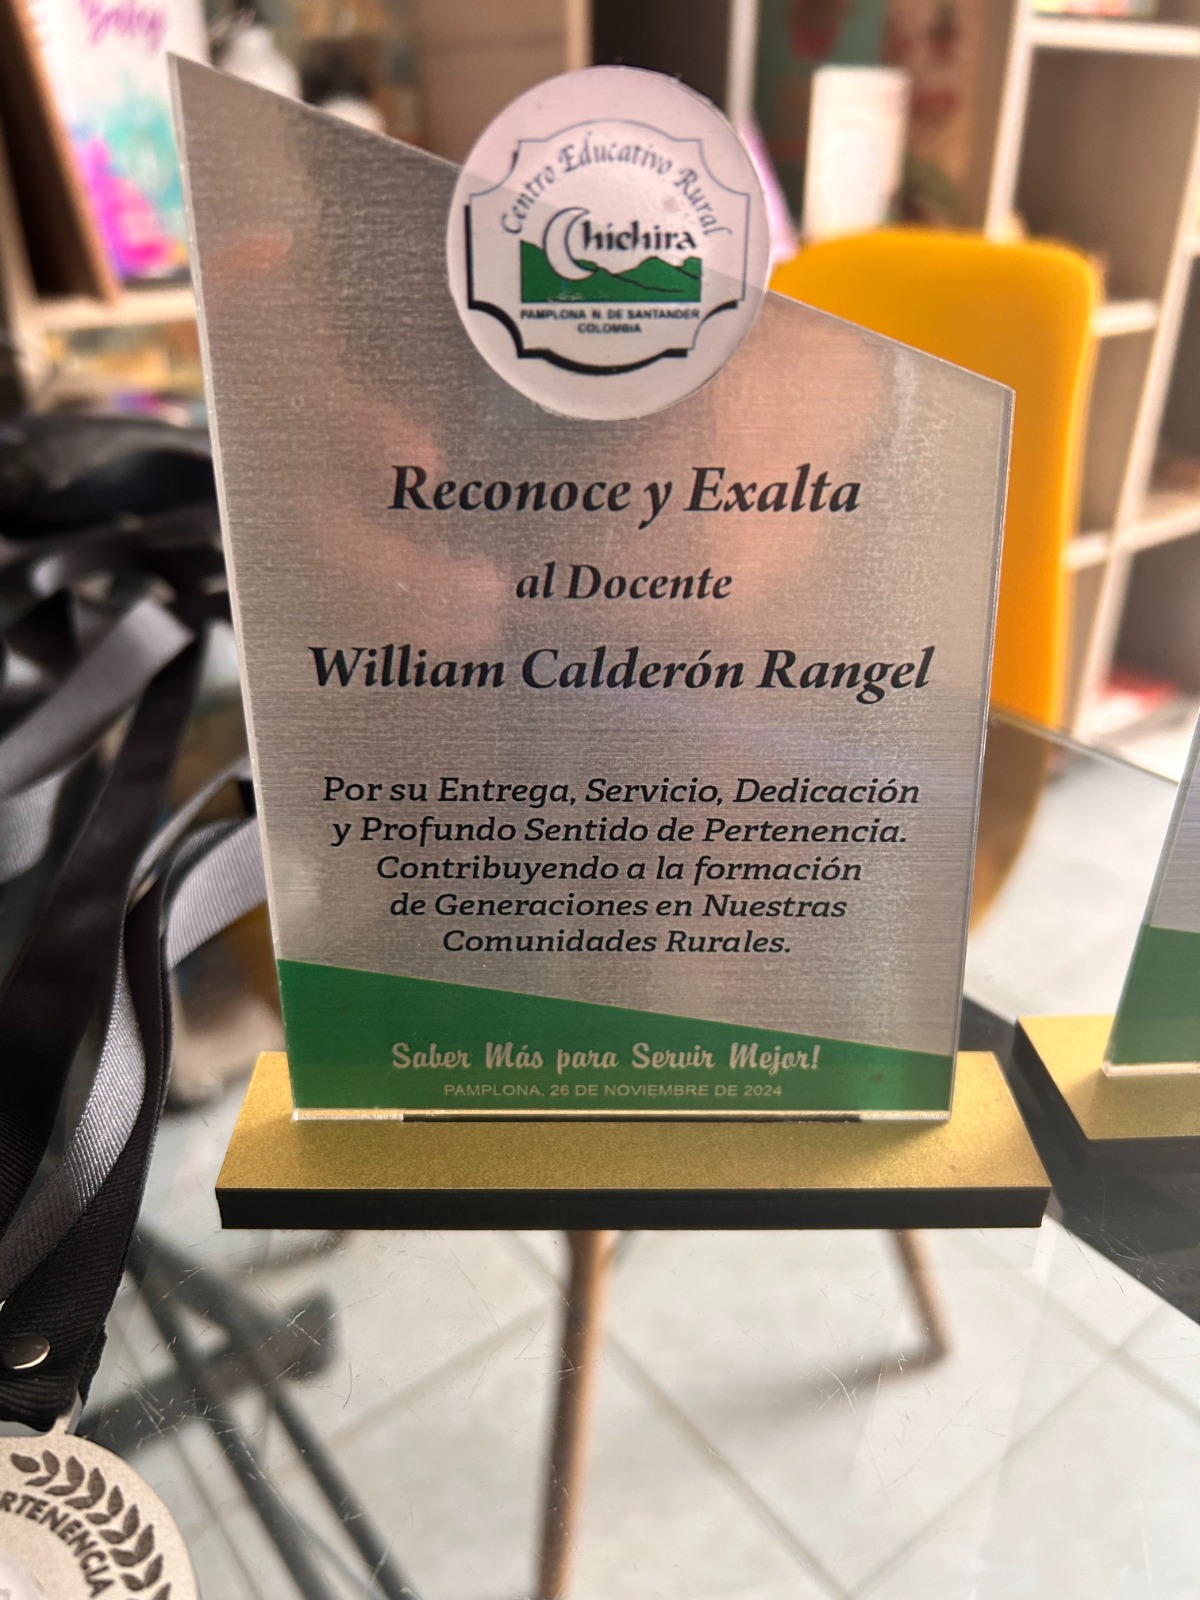 Baby
Centro Educativo Rural
Chíchira
PAMPLONA N. DE SANTANDER
COLOMBIA
Reconoce y Exalta
al Docente
William Calderón Rangel
Por su Entrega, Servicio, Dedicación
y Profundo Sentido de Pertenencia.
Contribuyendo a la formación
de Generaciones en Nuestras
Comunidades Rurales.
Saber Más para Servir Mejor!
PAMPLONA, 26 DE NOVIEMBRE DE 2024
RTENENCIA